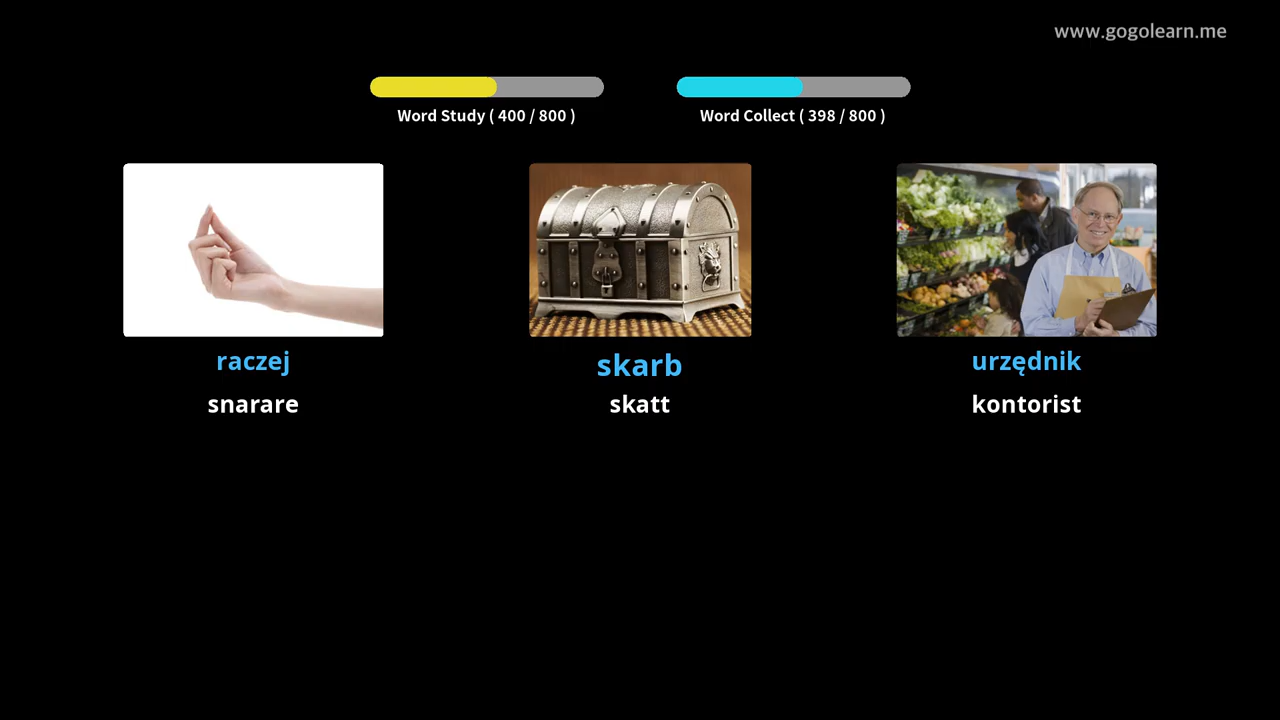 www.gogolearn.me
Word Study ( 400 / 800 )
Word Collect ( 398 / 800 )
raczej
skarb
urzędnik
snarare
skatt
kontorist